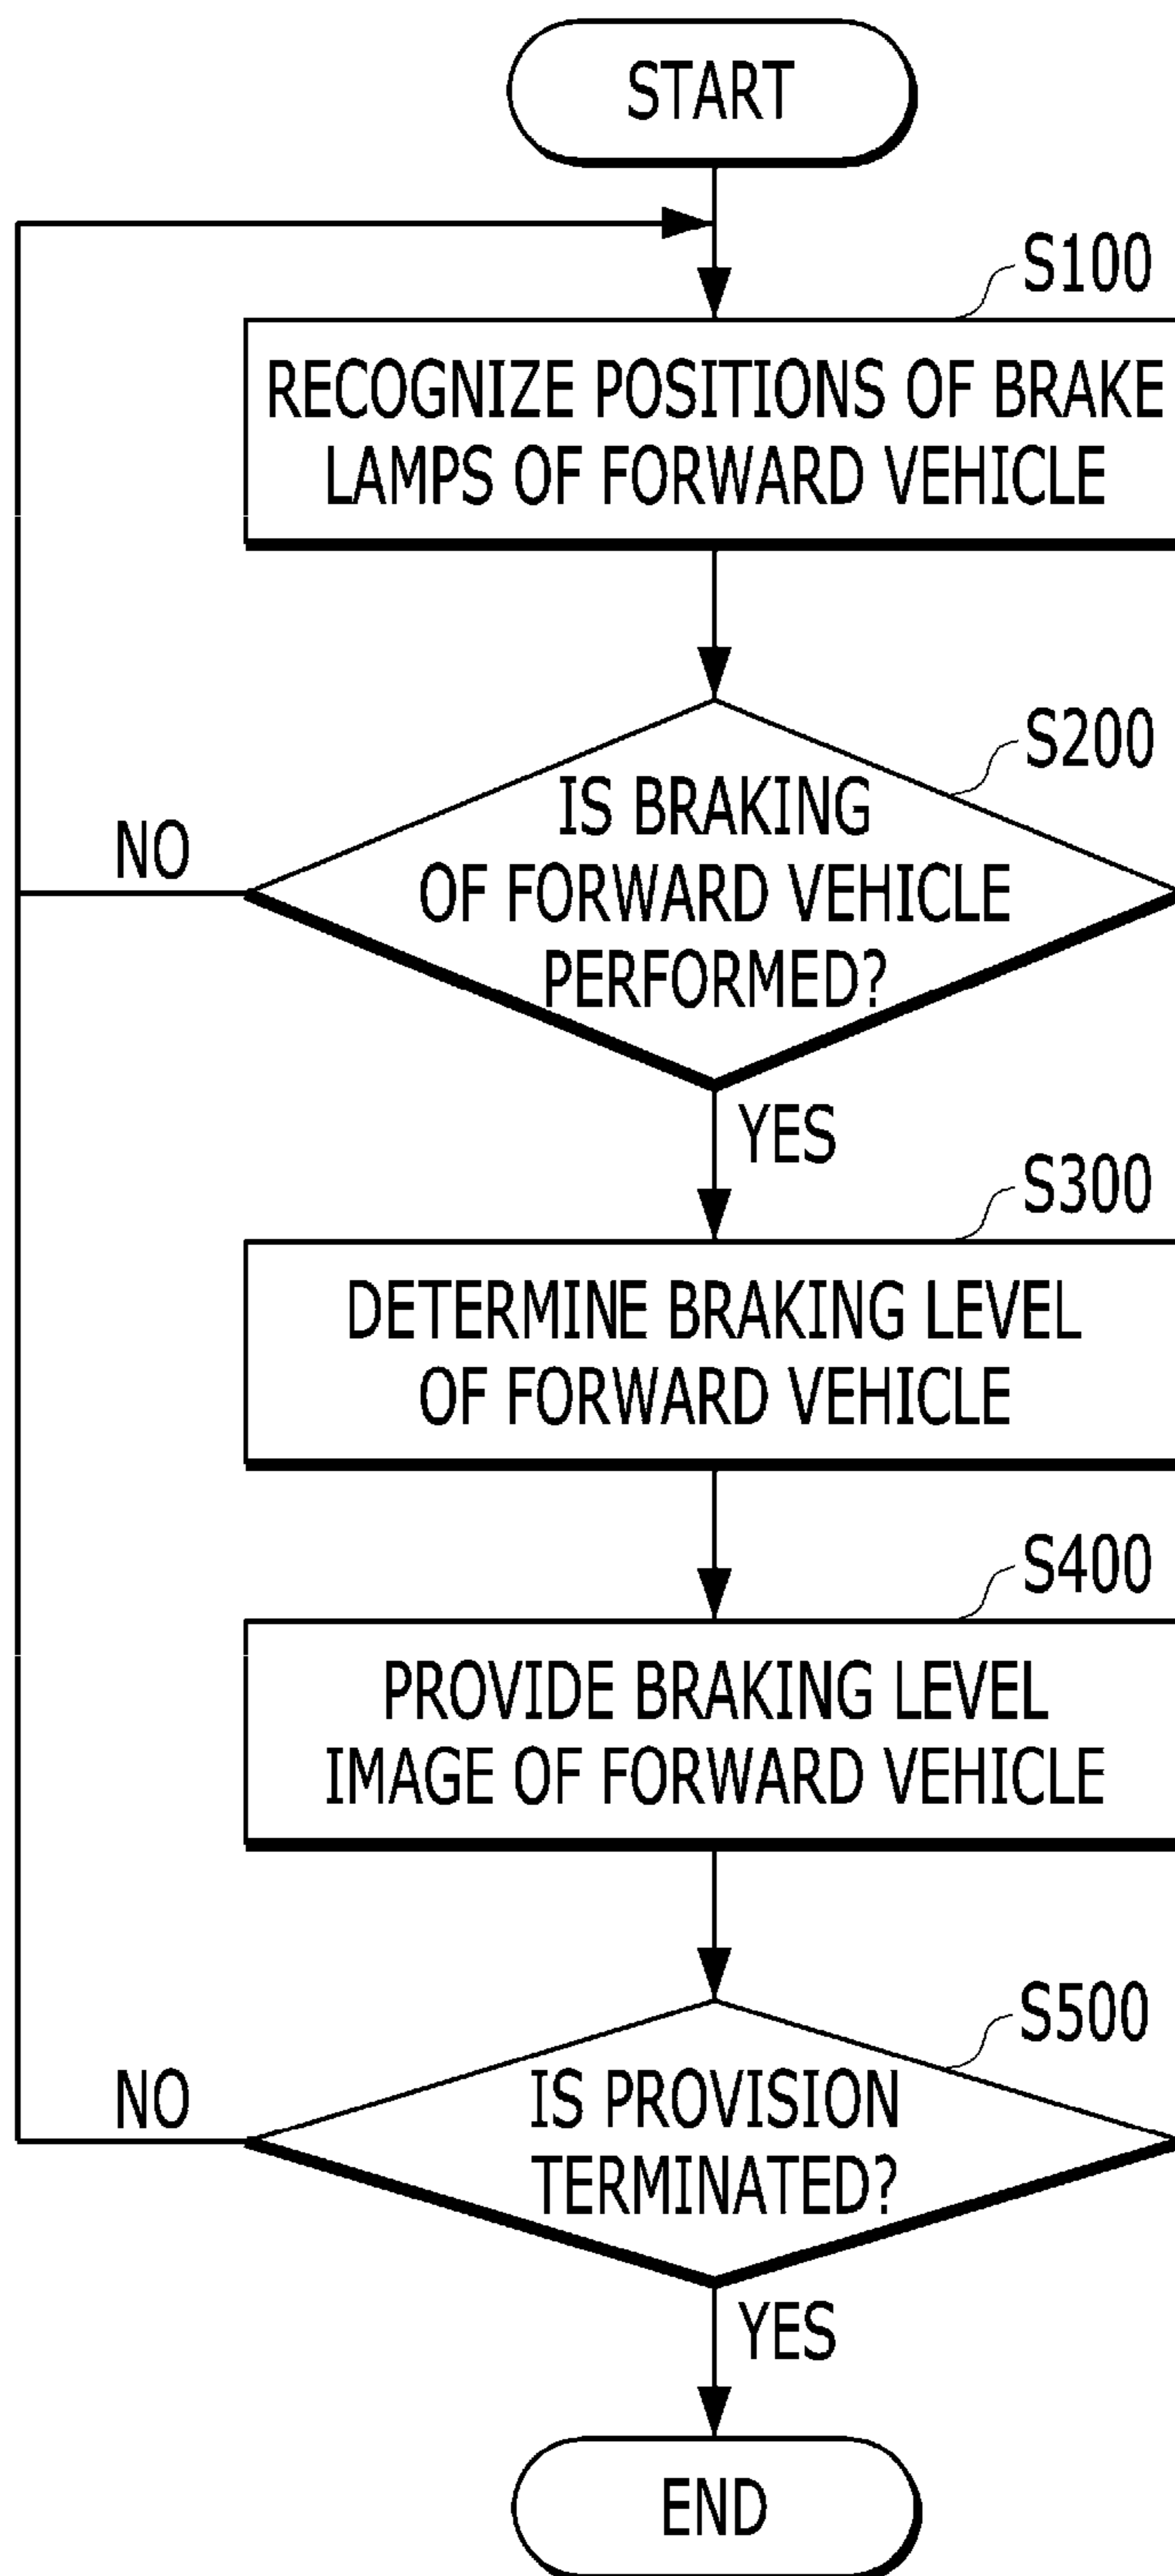 START
S100
RECOGNIZE POSITIONS OF BRAKE
LAMPS OF FORWARD VEHICLE
S200
IS BRAKING
OF FORWARD VEHICLE
PERFORMED?
NO
YES
S300
DETERMINE BRAKING LEVEL
OF FORWARD VEHICLE
S400
PROVIDE BRAKING LEVEL
IMAGE OF FORWARD VEHICLE
S500
IS PROVISION
TERMINATED?
NO
YES
END